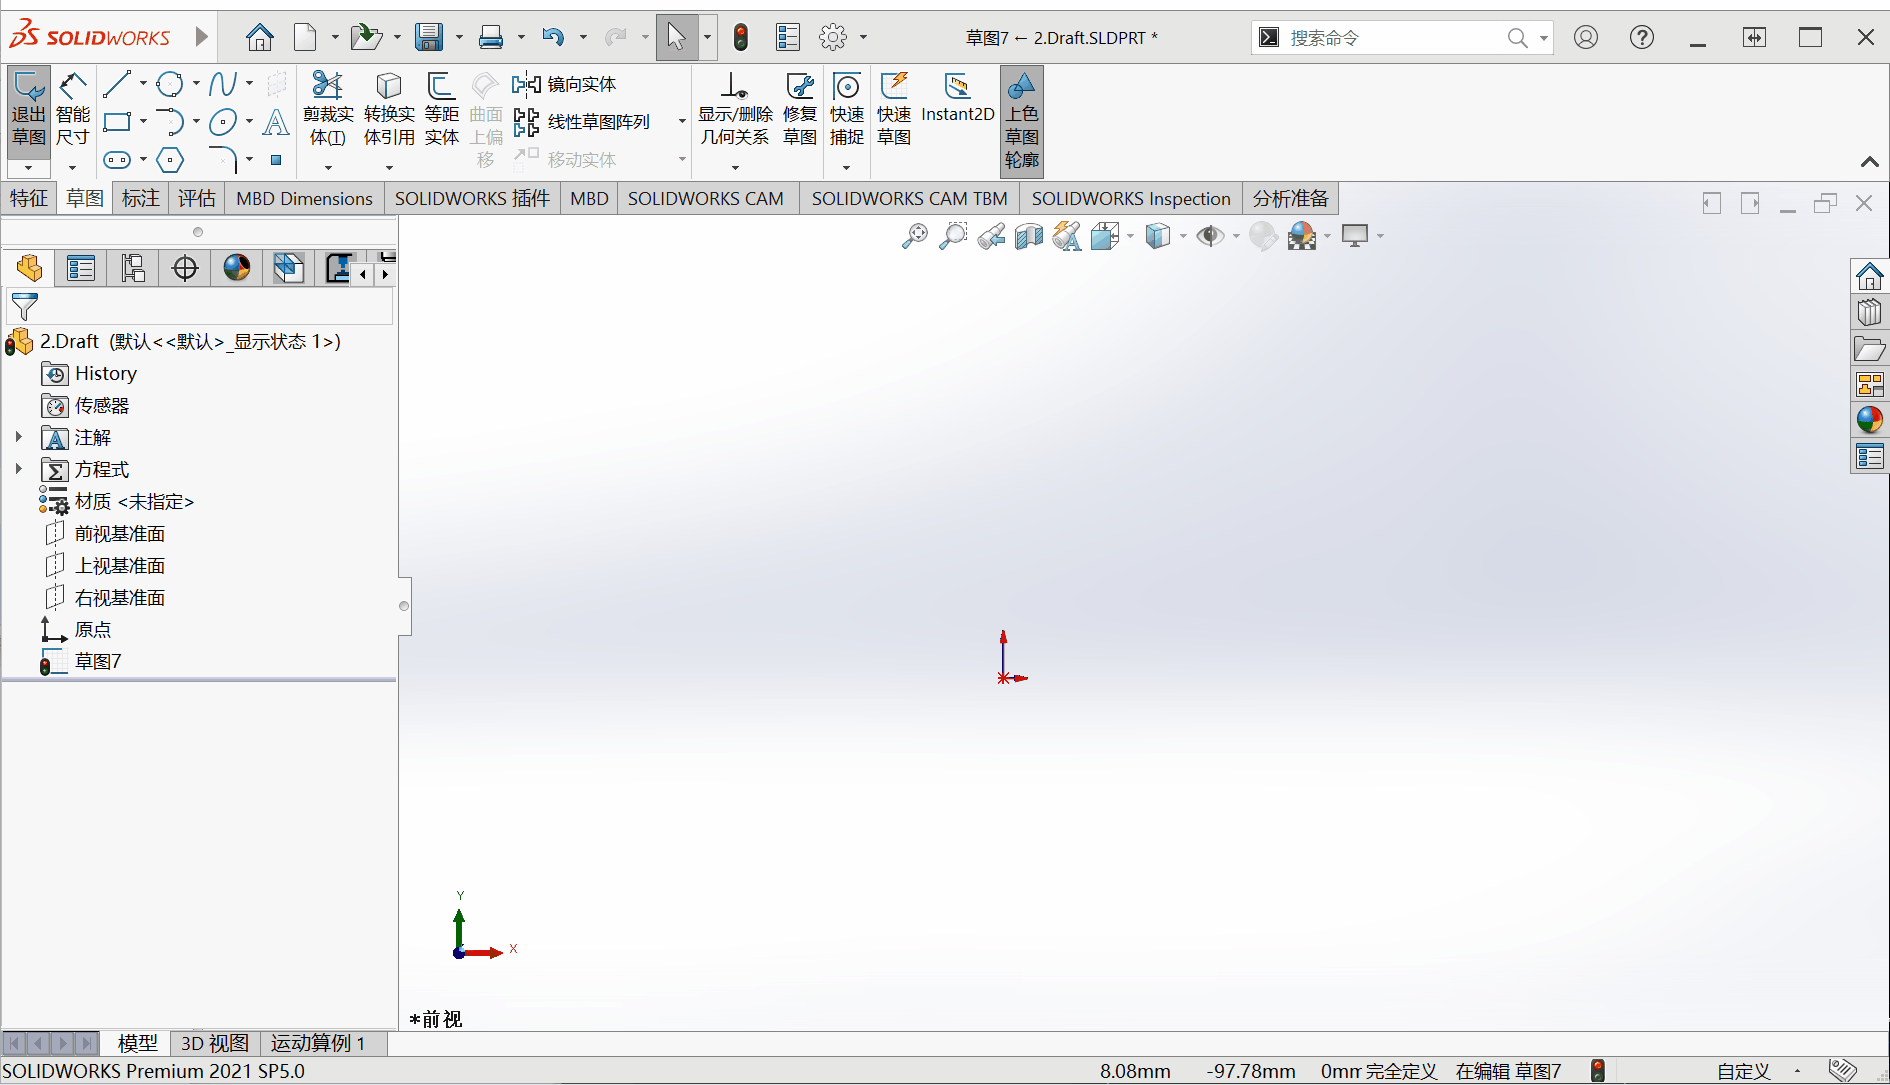 SOLIDWORKS
草图7 ← 2.Draft.SLDPRT *
搜索命令
退出草图
智能尺寸
剪裁实体(T)
转换实体引用
等距实体
曲面上偏移
镜向实体
线性草图阵列
移动实体
显示/删除几何关系
修复草图
快速捕捉
快速草图
Instant2D
上色草图轮廓
特征
草图
标注
评估
MBD Dimensions
SOLIDWORKS 插件
MBD
SOLIDWORKS CAM
SOLIDWORKS CAM TBM
SOLIDWORKS Inspection
分析准备
2.Draft (默认<<默认>_显示状态 1>)
History
传感器
注解
方程式
材质 <未指定>
前视基准面
上视基准面
右视基准面
原点
草图7
Y
X
*前视
模型
3D 视图
运动算例 1
SOLIDWORKS Premium 2021 SP5.0
8.08mm
-97.78mm
0mm
完全定义
在编辑 草图7
自定义